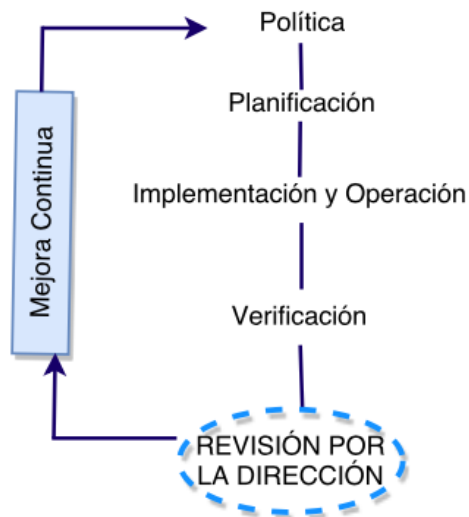 Política
Planificación
Implementación y Operación
Verificación
REVISIÓN POR
LA DIRECCIÓN
Mejora Continua